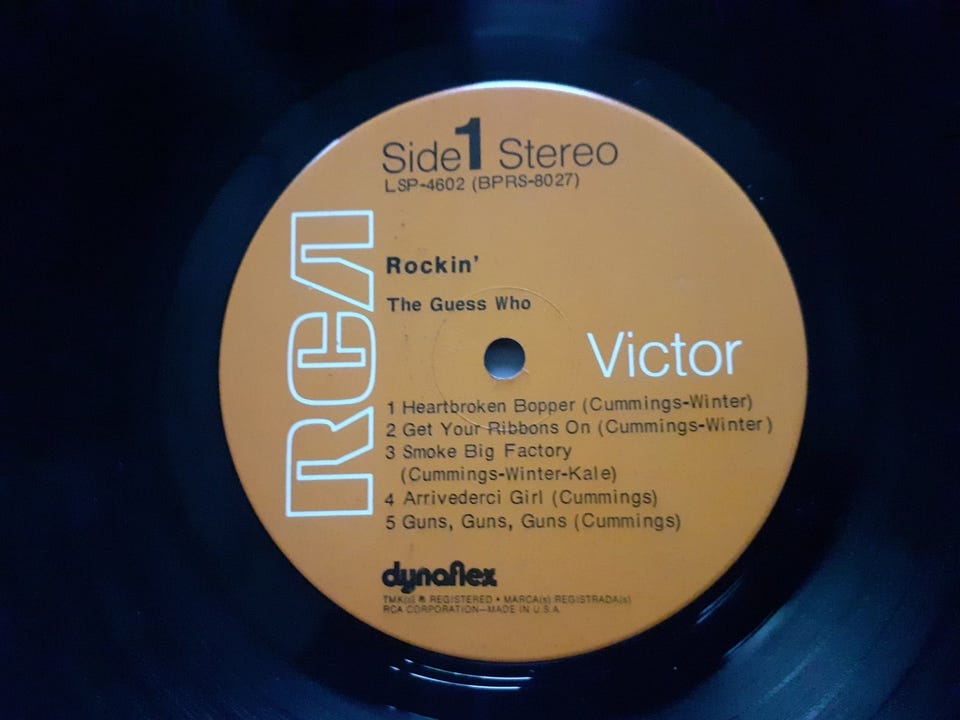 Side 1 Stereo
LSP-4602 (BPRS-8027)
RCA
Rockin'
The Guess Who
Victor
1 Heartbroken Bopper (Cummings-Winter)
2 Get Your Ribbons On (Cummings-Winter)
3 Smoke Big Factory
(Cummings-Winter-Kale)
4 Arrivederci Girl (Cummings)
5 Guns, Guns, Guns (Cummings)
dynaflex
TMK(s) ® REGISTERED • MARCA(s) REGISTRADA(s)
RCA CORPORATION—MADE IN U.S.A.